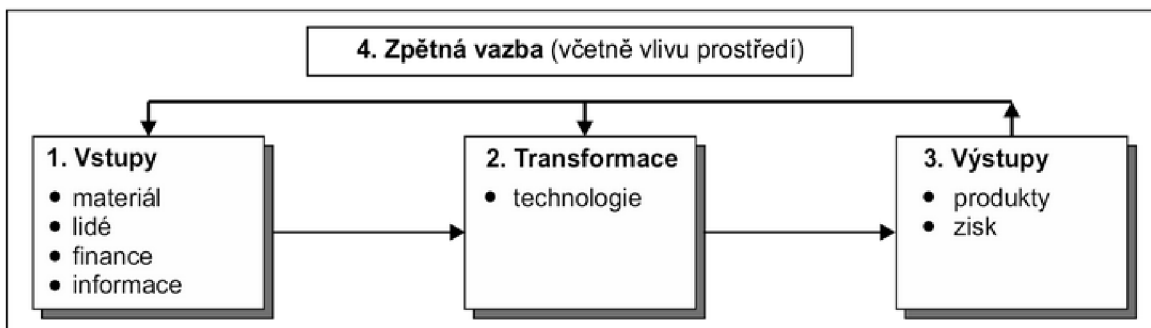 4. Zpětná vazba (včetně vlivu prostředí)
1. Vstupy
• materiál
• lidé
• finance
• informace
2. Transformace
• technologie
3. Výstupy
• produkty
• zisk